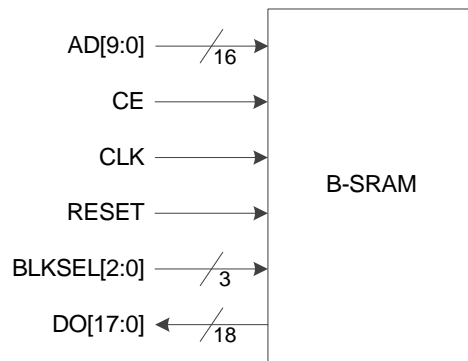 AD[9:0]
16
CE
CLK
B-SRAM
RESET
BLKSEL[2:0]
3
DO[17:0]
18